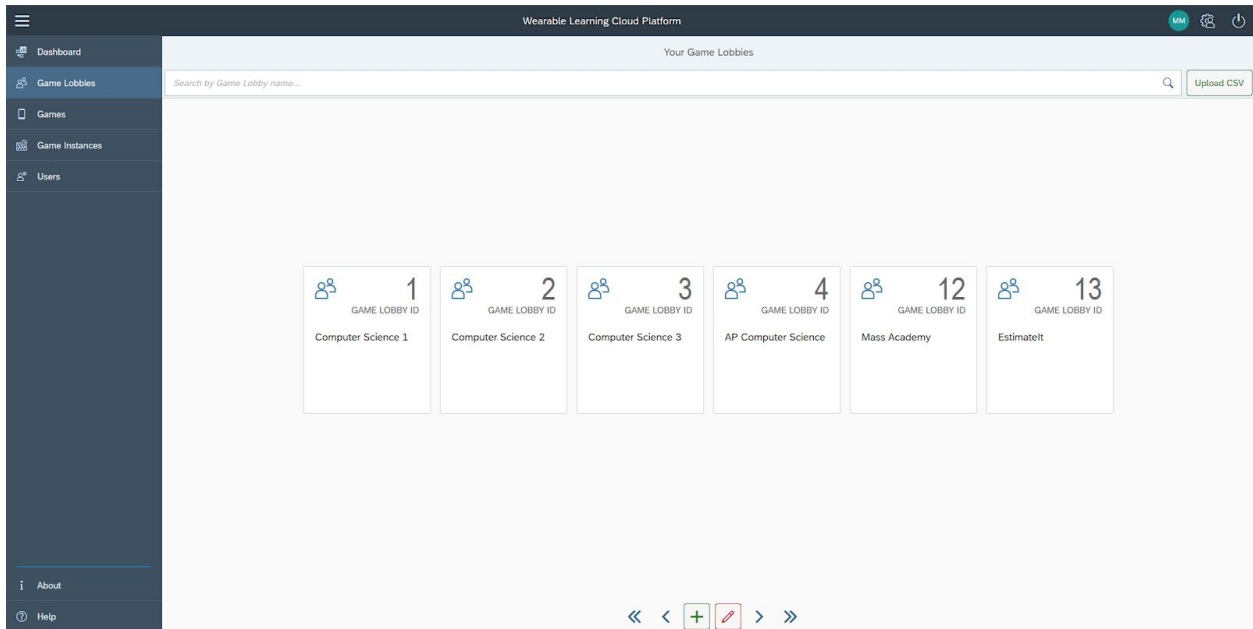 Wearable Learning Cloud Platform
MM
Dashboard
Game Lobbies
Games
Game Instances
Users
About
Help
Your Game Lobbies
Search by Game Lobby name...
Upload CSV
1
GAME LOBBY ID
Computer Science 1
2
GAME LOBBY ID
Computer Science 2
3
GAME LOBBY ID
Computer Science 3
4
GAME LOBBY ID
AP Computer Science
12
GAME LOBBY ID
Mass Academy
13
GAME LOBBY ID
EstimateIt